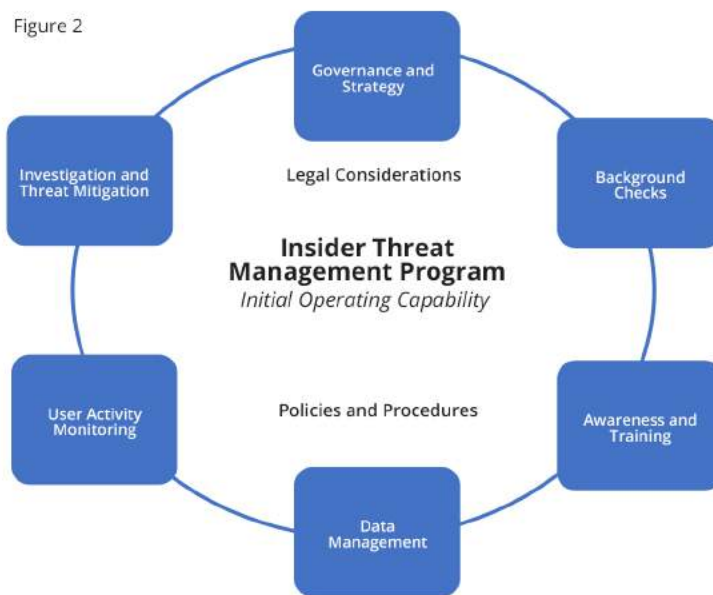 Figure 2
Governance and
Strategy
Investigation and
Threat Mitigation
Legal Considerations
Background
Checks
Insider Threat
Management Program
Initial Operating Capability
User Activity
Monitoring
Policies and Procedures
Awareness and
Training
Data
Management